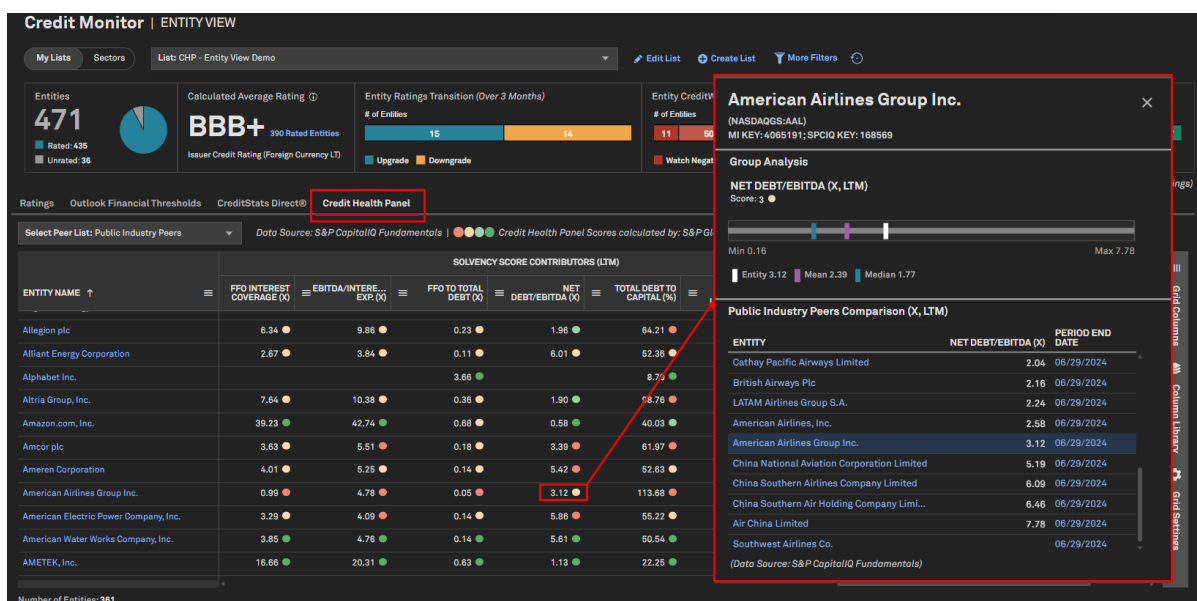 Credit Monitor | ENTITY VIEW
My Lists Sectors List: CHP - Entity View Demo Edit List Create List More Filters
Entities
471
Rated: 435
Unrated: 36
Calculated Average Rating
BBB+ 390 Rated Entities
Issuer Credit Rating (Foreign Currency LT)
Entity Ratings Transition (Over 3 Months)
# of Entities
15 14
Upgrade Downgrade
Entity CreditW
# of Entities
11 50
Watch Negat
ings)
Ratings Outlook Financial Thresholds CreditStats Direct® Credit Health Panel
Select Peer List: Public Industry Peers Data Source: S&P CapitalIQ Fundamentals | Credit Health Panel Scores calculated by: S&P Gl
SOLVENCY SCORE CONTRIBUTORS (LTM)
ENTITY NAME ↑ FFO INTEREST COVERAGE (X) EBITDA/INTERE... EXP. (X) FFO TO TOTAL DEBT (X) NET DEBT/EBITDA (X) TOTAL DEBT TO CAPITAL (%)
Allegion plc 6.34 9.86 0.23 1.96 64.21
Alliant Energy Corporation 2.67 3.84 0.11 6.01 52.36
Alphabet Inc. 3.66 8.79
Altria Group, Inc. 7.64 10.38 0.36 1.90 98.76
Amazon.com, Inc. 39.23 42.74 0.68 0.58 40.03
Amcor plc 3.63 5.51 0.18 3.39 61.97
Ameren Corporation 4.01 5.25 0.14 5.42 52.63
American Airlines Group Inc. 0.99 4.78 0.05 3.12 113.68
American Electric Power Company, Inc. 3.29 4.09 0.14 5.86 55.22
American Water Works Company, Inc. 3.85 4.76 0.14 5.61 50.54
AMETEK, Inc. 16.66 20.31 0.63 1.13 22.25
Number of Entities: 361
American Airlines Group Inc.
(NASDAQGS:AAL)
MI KEY: 4065191; SPCIQ KEY: 168569
Group Analysis
NET DEBT/EBITDA (X, LTM)
Score: 3
Min 0.16 Max 7.78
Entity 3.12 Mean 2.39 Median 1.77
Public Industry Peers Comparison (X, LTM)
ENTITY NET DEBT/EBITDA (X) PERIOD END DATE
Cathay Pacific Airways Limited 2.04 06/29/2024
British Airways Plc 2.16 06/29/2024
LATAM Airlines Group S.A. 2.24 06/29/2024
American Airlines, Inc. 2.58 06/29/2024
American Airlines Group Inc. 3.12 06/29/2024
China National Aviation Corporation Limited 5.19 06/29/2024
China Southern Airlines Company Limited 6.09 06/29/2024
China Southern Air Holding Company Limi... 6.46 06/29/2024
Air China Limited 7.78 06/29/2024
Southwest Airlines Co. 06/29/2024
(Data Source: S&P CapitalIQ Fundamentals)
Grid Columns
Column Library
Grid Settings